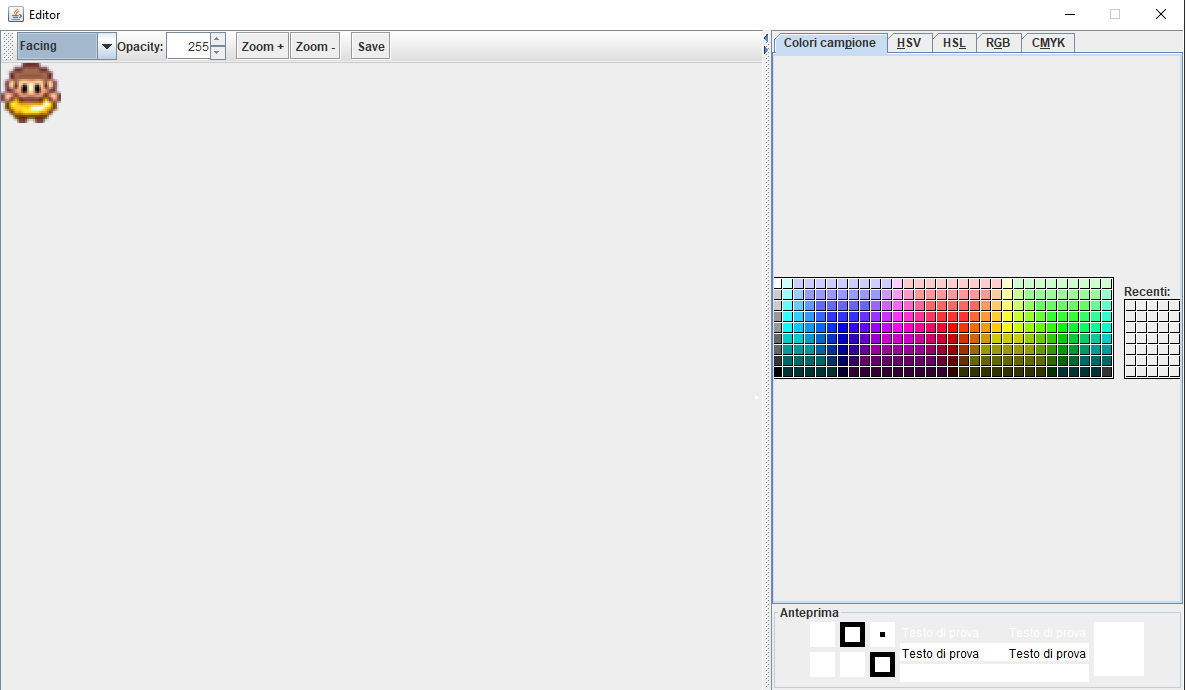 Editor
Facing Opacity: 255 Zoom + Zoom - Save
Colori campione HSV HSL RGB CMYK
Recenti:
Anteprima
Testo di prova Testo di prova
Testo di prova Testo di prova